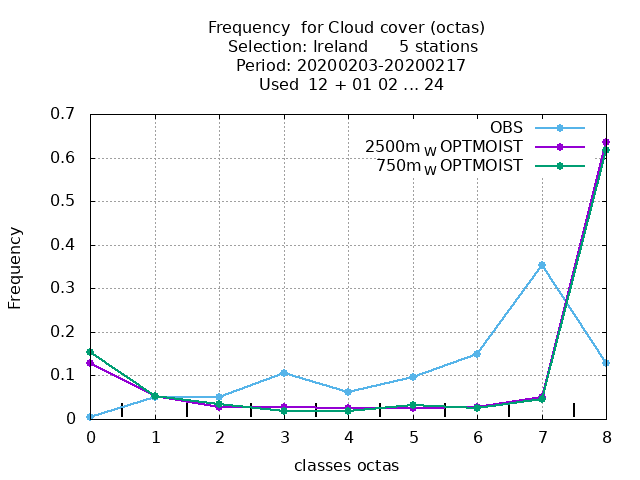 Frequency  for Cloud cover (octas)
Selection: Ireland      5 stations
Period: 20200203-20200217
Used  12 + 01 02 ... 24
OBS
2500m_W OPTMOIST
750m_W OPTMOIST
0.7
0.6
0.5
0.4
0.3
0.2
0.1
0
Frequency
0 1 2 3 4 5 6 7 8
classes octas